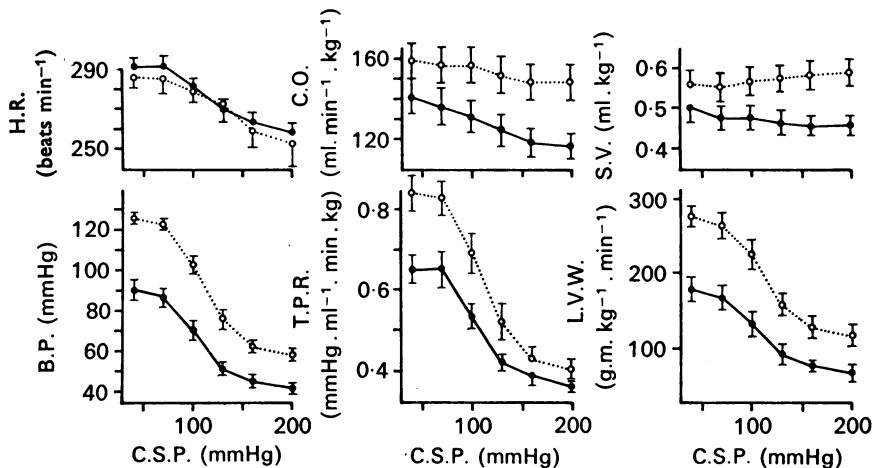 H.R.
(beats min⁻¹)
290
250
C.O.
(ml. min⁻¹. kg⁻¹)
160
120
S.V. (ml. kg⁻¹)
0·6
0·5
0·4
B.P. (mmHg)
120
100
80
60
40
100
200
C.S.P. (mmHg)
T.P.R.
(mmHg. ml⁻¹. min. kg)
0·8
0·6
0·4
100
200
C.S.P. (mmHg)
L.V.W.
(g.m. kg⁻¹. min⁻¹)
300
200
100
100
200
C.S.P. (mmHg)